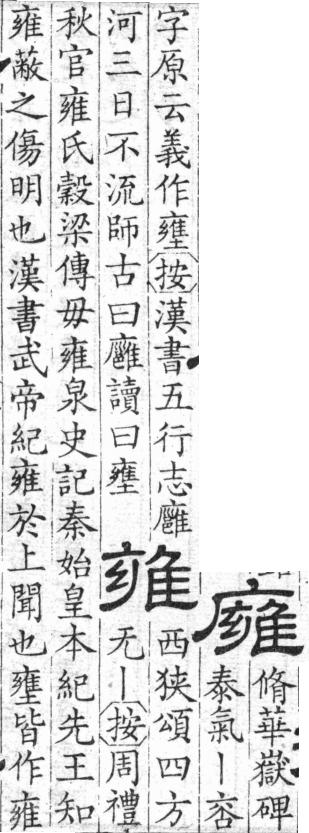 廱
脩華嶽碑
泰氣丨㝐
字原云義作壅按漢書五行志廱
河三日不流師古曰廱讀曰壅
雍
西狭頌四方
无丨按周禮
秋官雍氏穀梁傳毋雍泉史記秦始皇本紀先王知
雍蔽之傷明也漢書武帝紀雍於上聞也壅皆作雍